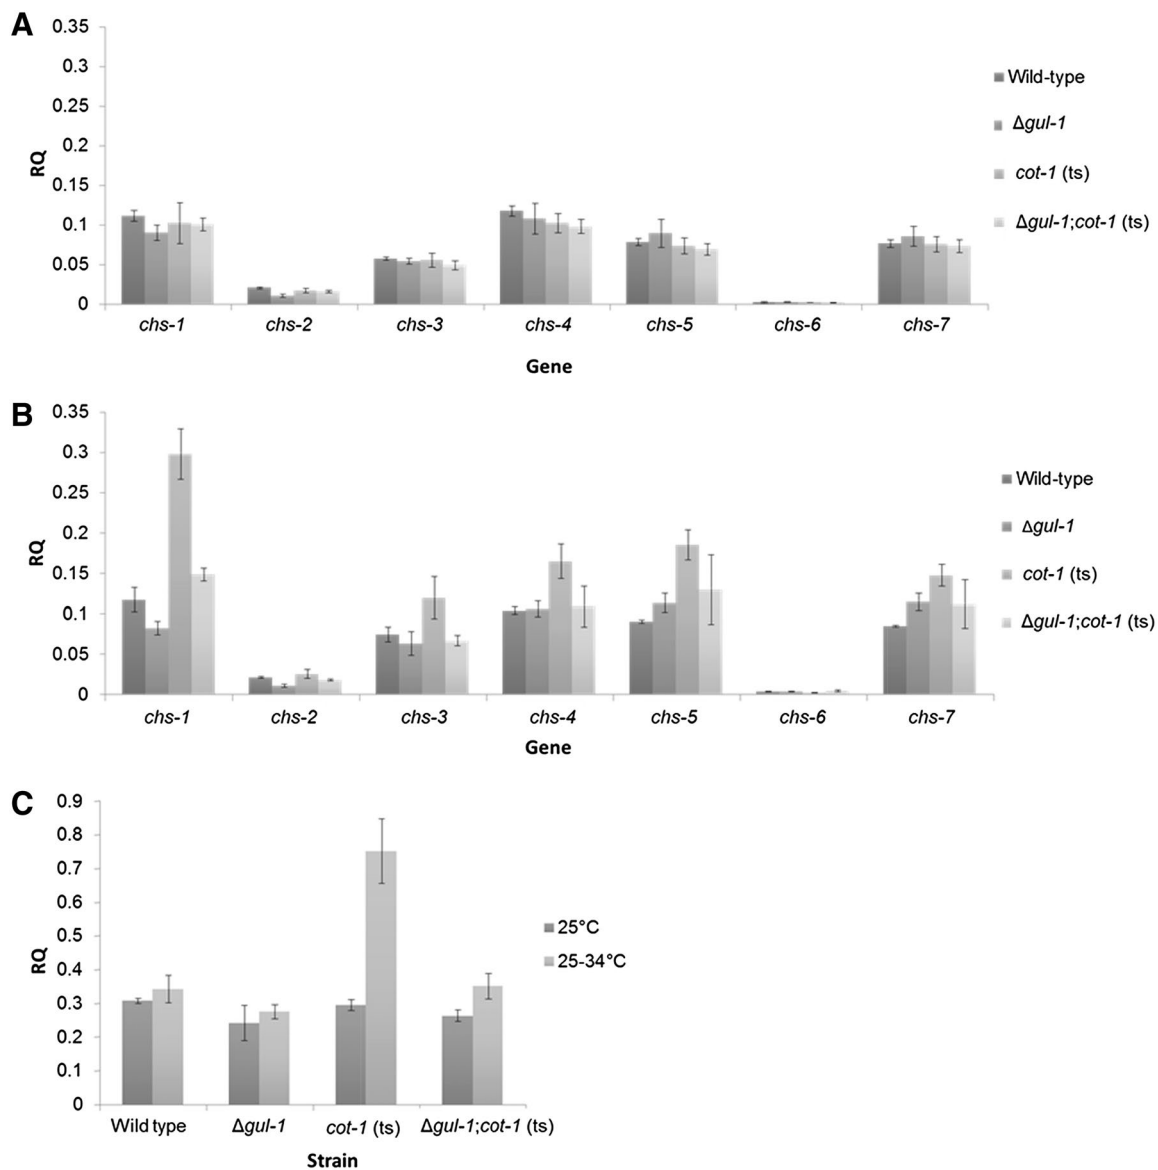 A
0.35
0.3
0.25
0.2
0.15
0.1
0.05
0
RQ
chs-1 chs-2 chs-3 chs-4 chs-5 chs-6 chs-7
Gene
Wild-type
Δgul-1
cot-1 (ts)
Δgul-1;cot-1 (ts)
B
0.35
0.3
0.25
0.2
0.15
0.1
0.05
0
RQ
chs-1 chs-2 chs-3 chs-4 chs-5 chs-6 chs-7
Gene
Wild-type
Δgul-1
cot-1 (ts)
Δgul-1;cot-1 (ts)
C
0.9
0.8
0.7
0.6
0.5
0.4
0.3
0.2
0.1
0
RQ
Wild type Δgul-1 cot-1 (ts) Δgul-1;cot-1 (ts)
Strain
25°C
25-34°C